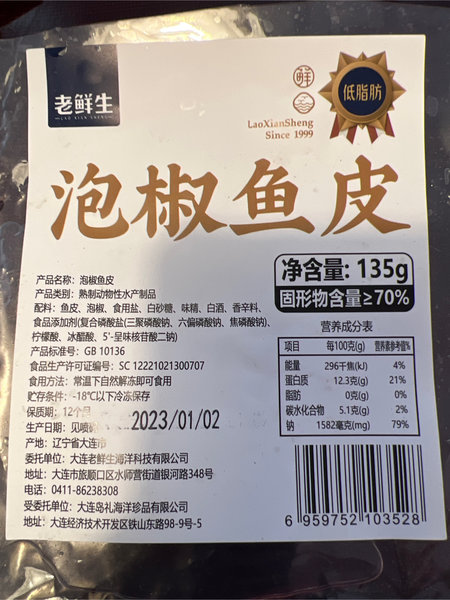 老鲜生
LAO XIAN SHENG
鲜
LaoXianSheng
Since 1999
低脂肪
泡椒鱼皮
净含量: 135g
固形物含量≥70%
产品名称: 泡椒鱼皮
产品类别: 熟制动物性水产制品
配料: 鱼皮、泡椒、食用盐、白砂糖、味精、白酒、香辛料、
食品添加剂(复合磷酸盐(三聚磷酸钠、六偏磷酸钠、焦磷酸钠)、
柠檬酸、冰醋酸、5'-呈味核苷酸二钠)
产品标准号: GB 10136
食品生产许可证编号: SC 12221021300707
食用方法: 常温下自然解冻即可食用
贮存条件: -18℃以下冷冻保存
保质期: 12个
生产日期: 见喷 2023/01/02
产地: 辽宁省大连市
委托单位: 大连老鲜生海洋科技有限公司
地址: 大连市旅顺口区水师营街道银河路348号
电话: 0411-86238308
受委托单位: 大连岛礼海洋珍品有限公司
地址: 大连经济技术开发区铁山东路98-9号-5
营养成分表
项目 每100克(g) 营养素参考值%
能量 296千焦(kJ) 4%
蛋白质 12.3克(g) 21%
脂肪 0克(g) 0%
碳水化合物 5.1克(g) 2%
钠 1582毫克(mg) 79%
6 959752 103528